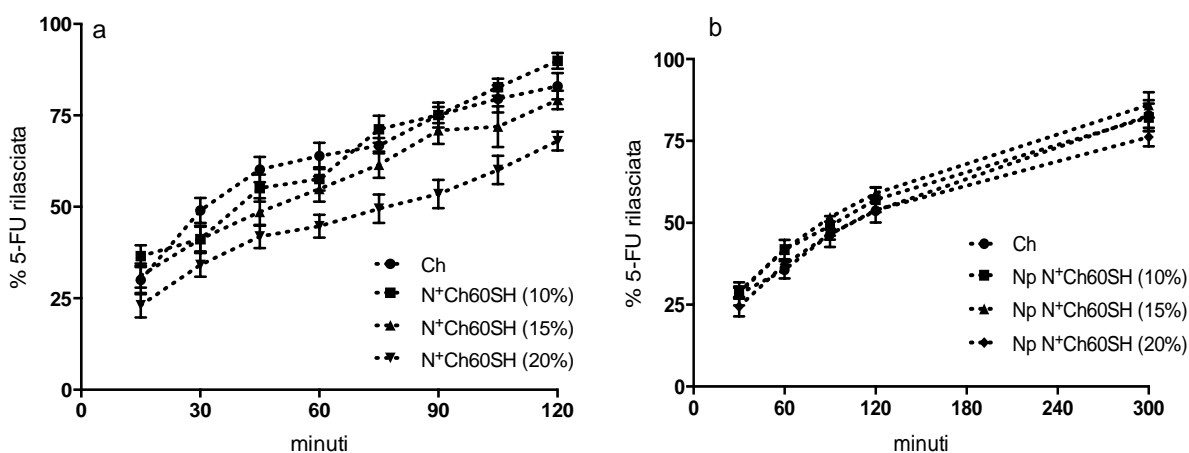 a
100
75
50
25
0
% 5-FU rilasciata
Ch
N⁺Ch60SH (10%)
N⁺Ch60SH (15%)
N⁺Ch60SH (20%)
0 30 60 90 120
minuti
b
100
75
50
25
0
% 5-FU rilasciata
Ch
Np N⁺Ch60SH (10%)
Np N⁺Ch60SH (15%)
Np N⁺Ch60SH (20%)
0 60 120 180 240 300
minuti